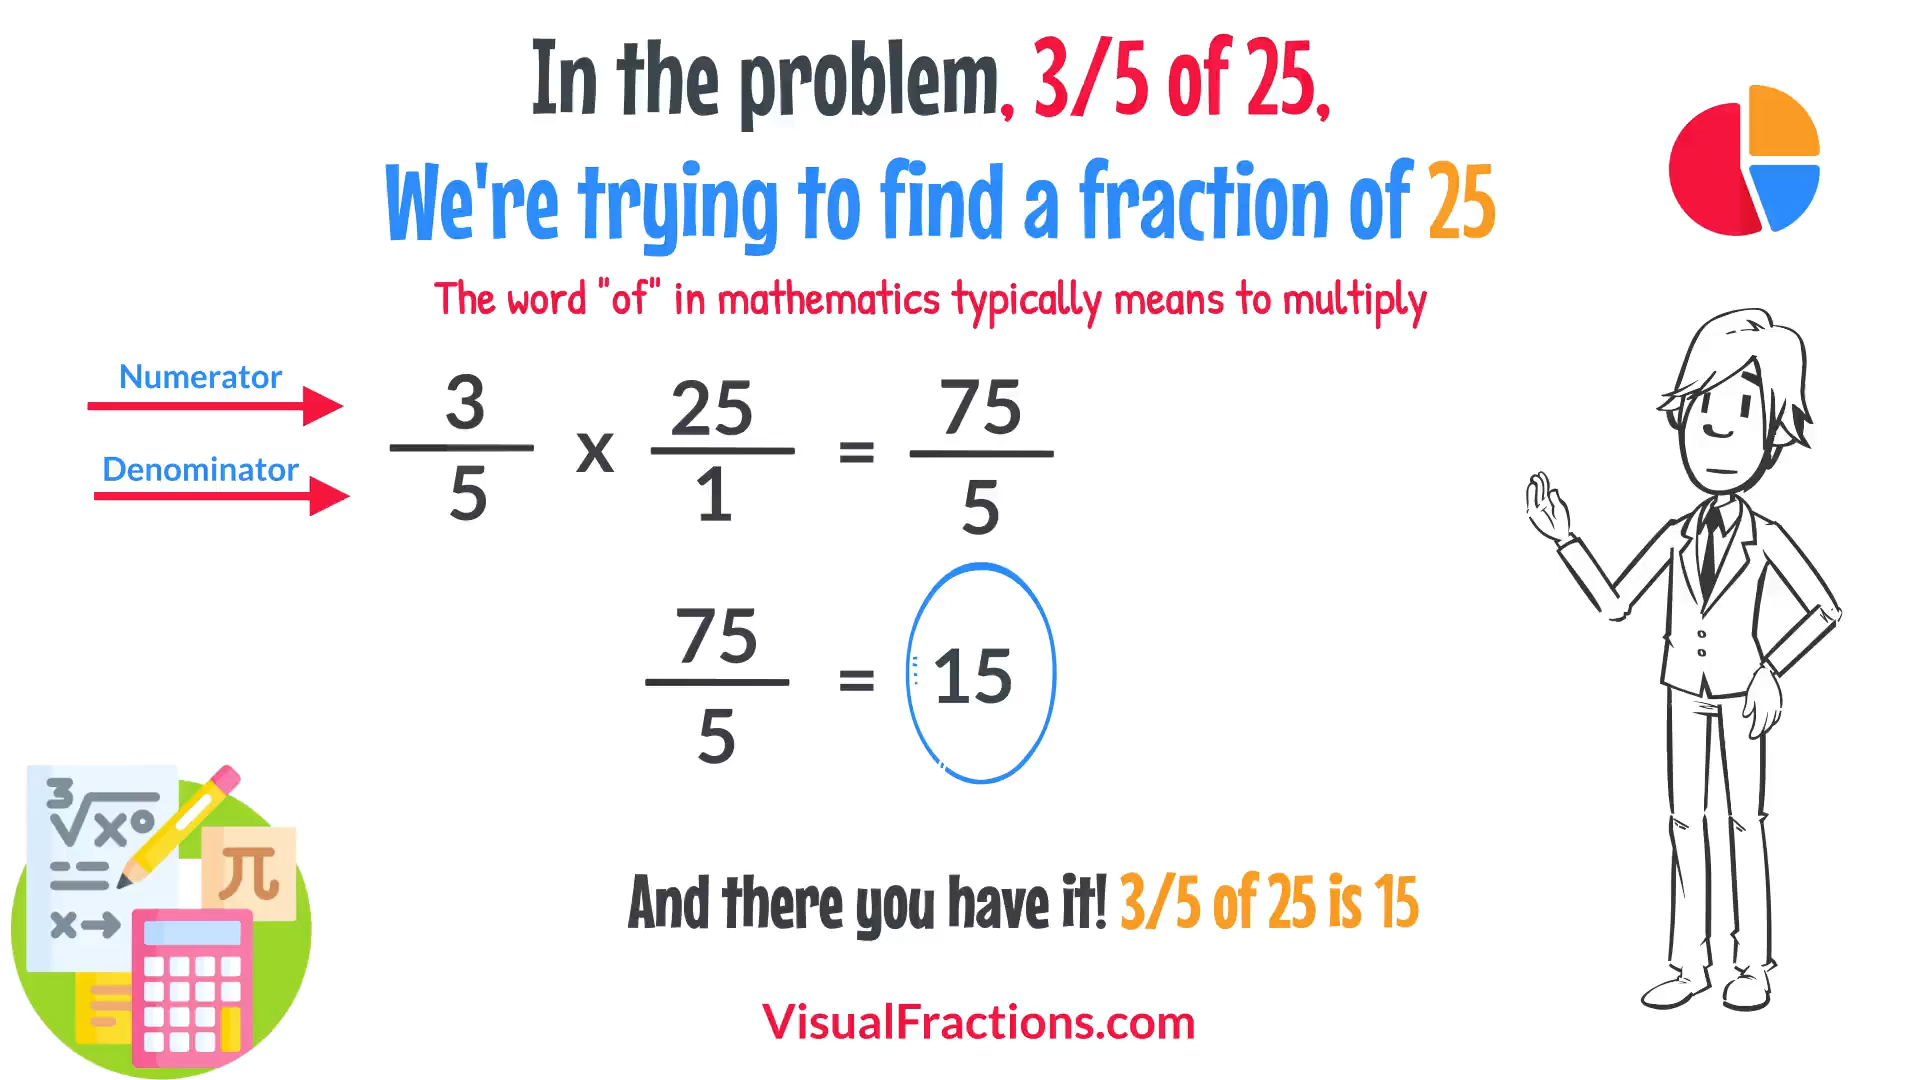 In the problem, 3/5 of 25,
We're trying to find a fraction of 25
The word "of" in mathematics typically means to multiply
Numerator
Denominator
3/5 x 25/1 = 75/5
75/5 = 15
3√x°
π
x→
And there you have it! 3/5 of 25 is 15
VisualFractions.com